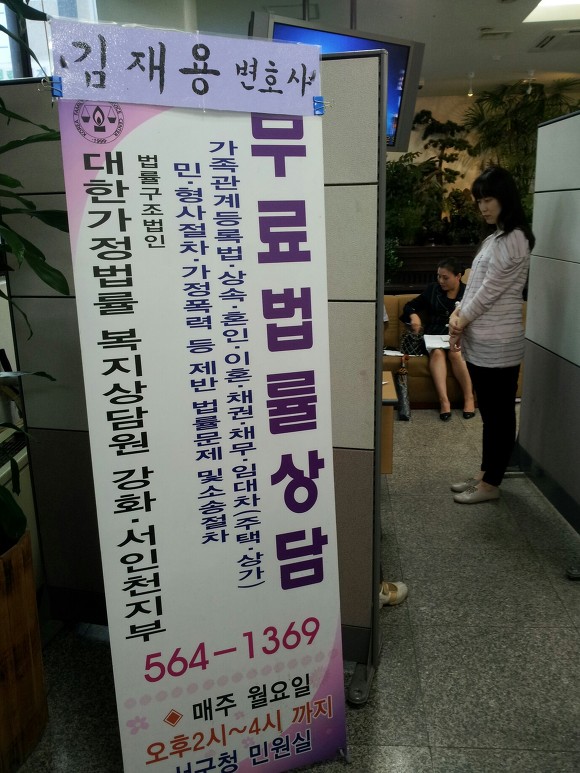 김재용 변호사
무료법률상담
가족관계등록법·상속·혼인·이혼·채권·채무·임대차(주택·상가)
민·형사절차 가정폭력 등 제반 법률문제 및 소송절차
법률구조법인
대한가정법률 복지상담원 강화·서인천지부
564-1369
매주 월요일
오후2시~4시 까지
서구청 민원실